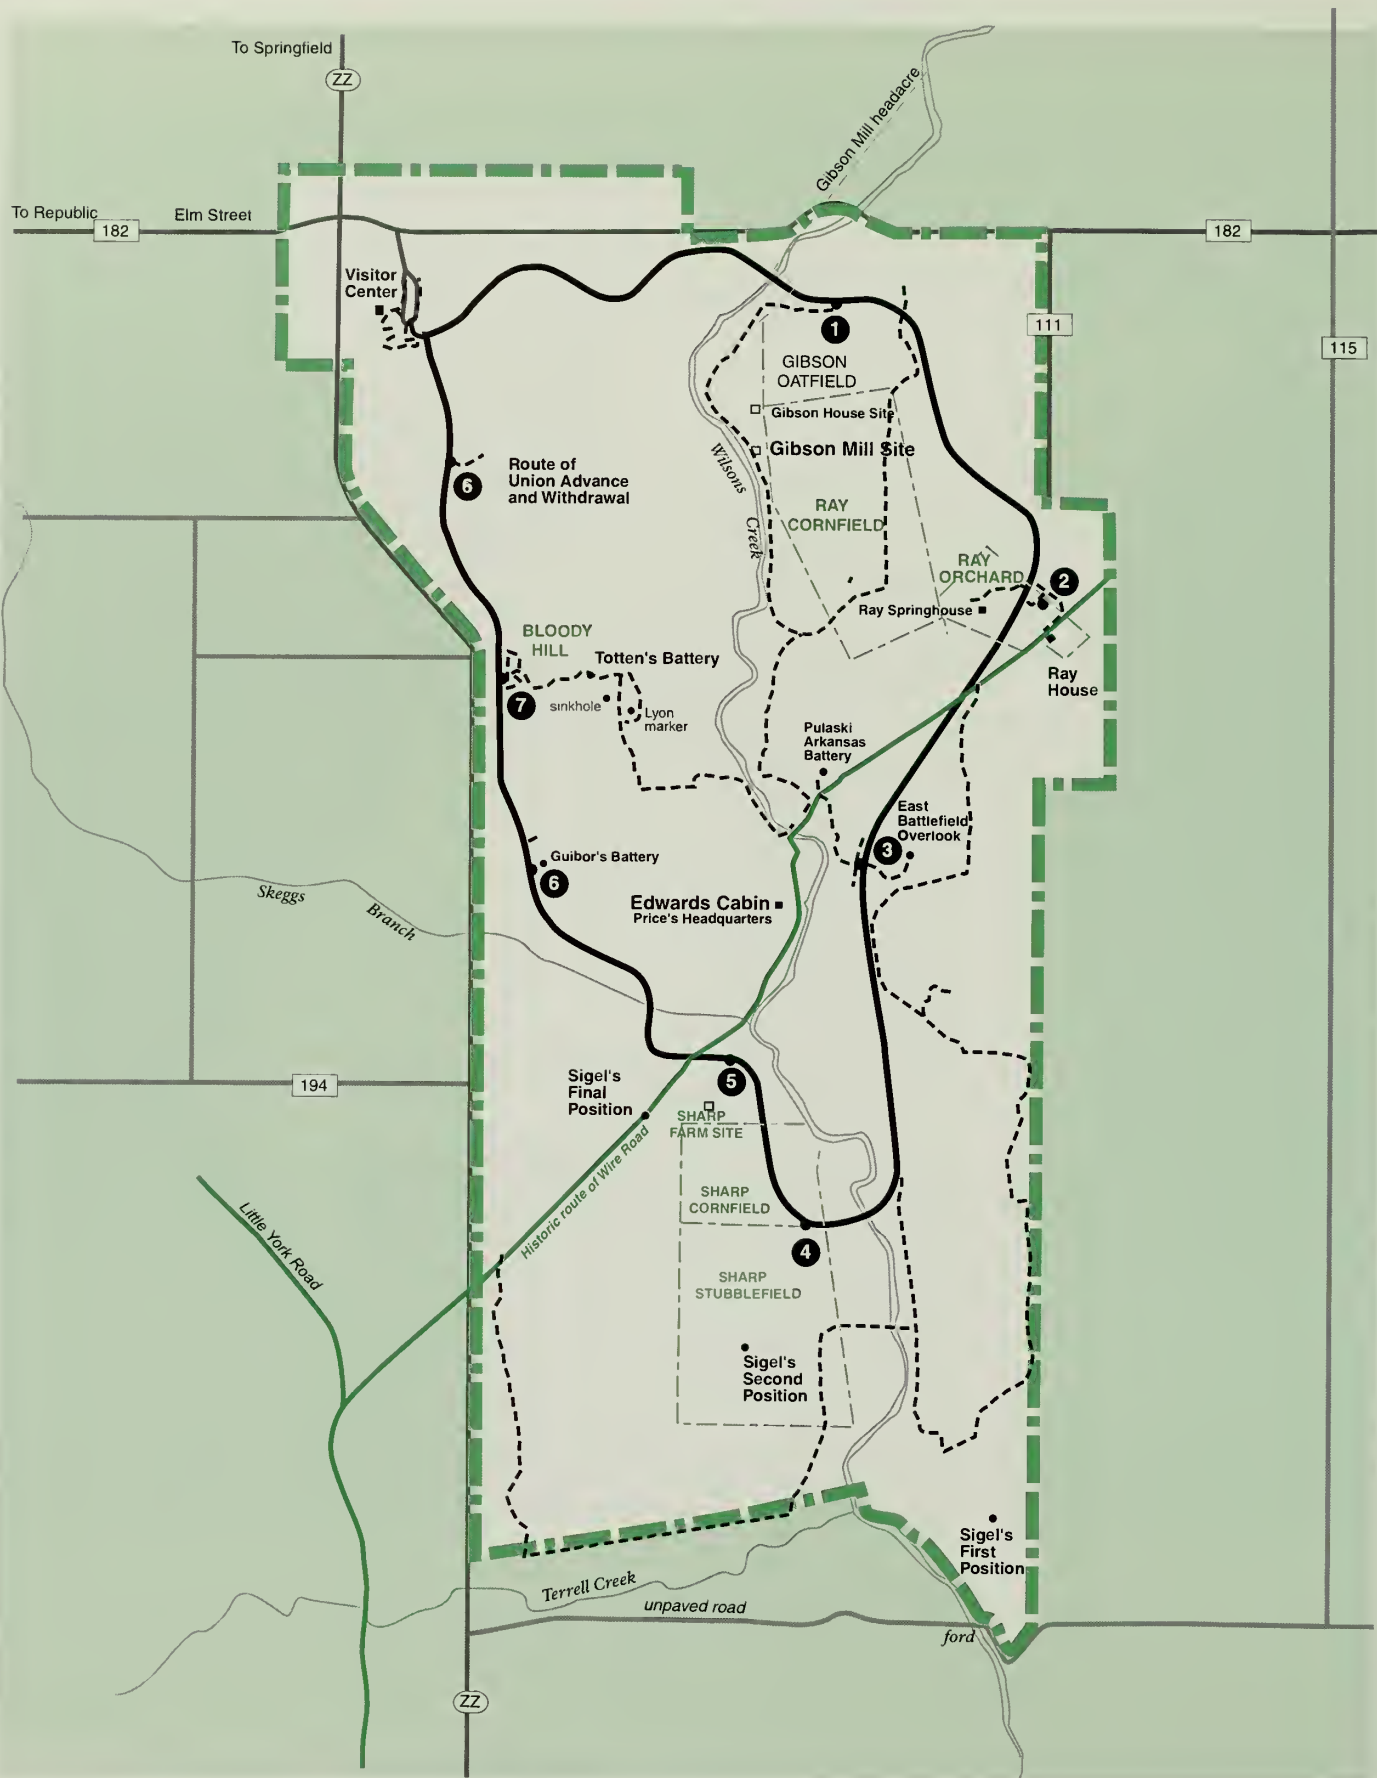 To Springfield
ZZ
Gibson Mill headacre
To Republic
182
Elm Street
182
Visitor
Center
111
115
1
GIBSON
OATFIELD
Gibson House Site
Gibson Mill Site
Wilsons
Creek
6
Route of
Union Advance
and Withdrawal
RAY
CORNFIELD
RAY
ORCHARD
2
Ray Springhouse
Ray
House
BLOODY
HILL
Totten's Battery
7
sinkhole
Lyon
marker
Pulaski
Arkansas
Battery
East
Battlefield
Overlook
3
Guibor's Battery
6
Edwards Cabin
Price's Headquarters
Skeggs
Branch
194
Sigel's
Final
Position
5
SHARP
FARM SITE
Historic route of Wire Road
SHARP
CORNFIELD
4
Little York Road
SHARP
STUBBLEFIELD
Sigel's
Second
Position
Sigel's
First
Position
Terrell Creek
unpaved road
ford
ZZ